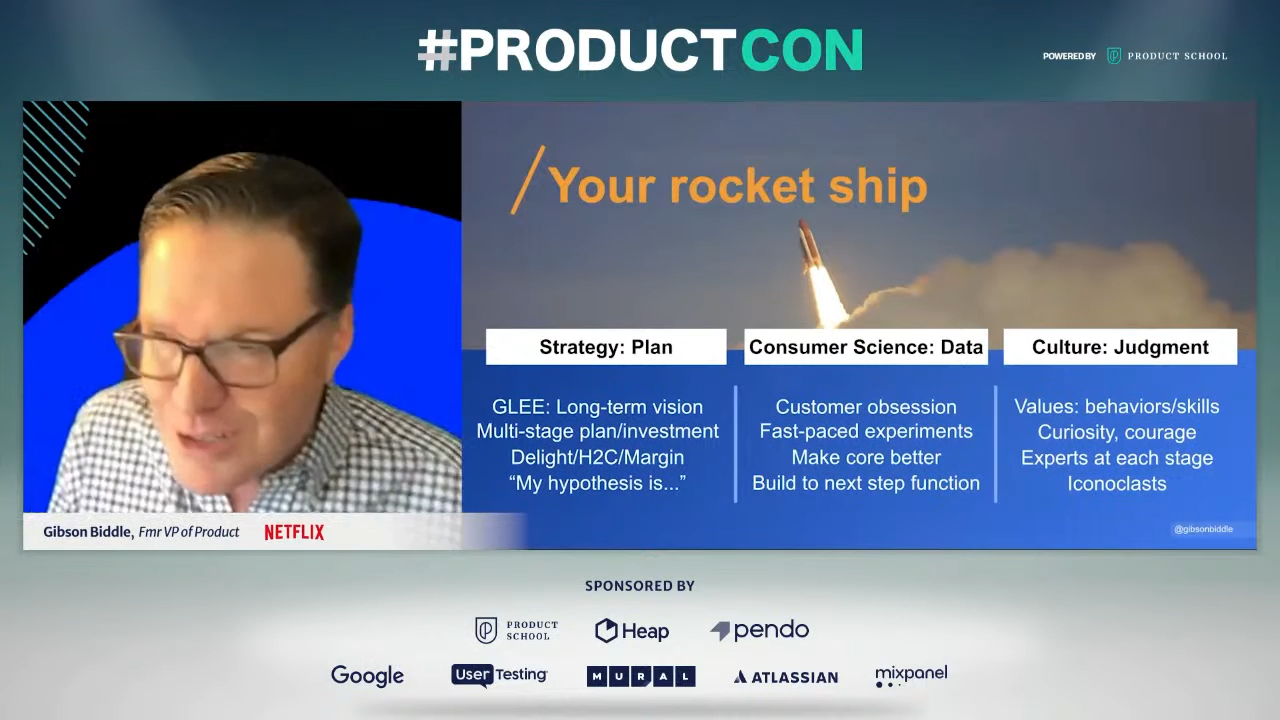 #PRODUCTCON
POWERED BY PRODUCT SCHOOL
/Your rocket ship
Strategy: Plan
GLEE: Long-term vision
Multi-stage plan/investment
Delight/H2C/Margin
“My hypothesis is...”
Consumer Science: Data
Customer obsession
Fast-paced experiments
Make core better
Build to next step function
Culture: Judgment
Values: behaviors/skills
Curiosity, courage
Experts at each stage
Iconoclasts
@gibsonbiddle
Gibson Biddle, Fmr VP of Product NETFLIX
SPONSORED BY
PRODUCT SCHOOL Heap pendo
Google UserTesting MURAL ATLASSIAN mixpanel